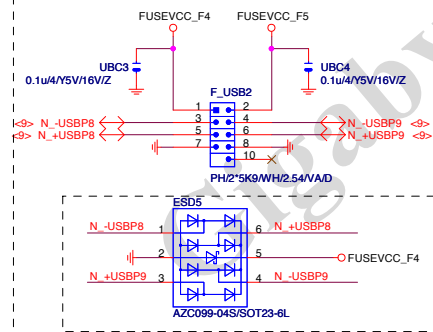 FUSEVCC_F4 FUSEVCC_F5
UBC3 UBC4
0.1u/4/Y5V/16V/Z 0.1u/4/Y5V/16V/Z
F_USB2
1 2
<9> N_-USBP8 3 4 N_-USBP9 <9>
<9> N_+USBP8 5 6 N_+USBP9 <9>
7 8
10
PH/2*5K9/WH/2.54/VA/D
ESD5
N_-USBP8 1 6 N_+USBP8
2 5 FUSEVCC_F4
N_+USBP9 3 4 N_-USBP9
AZC099-04S/SOT23-6L
Gigaby